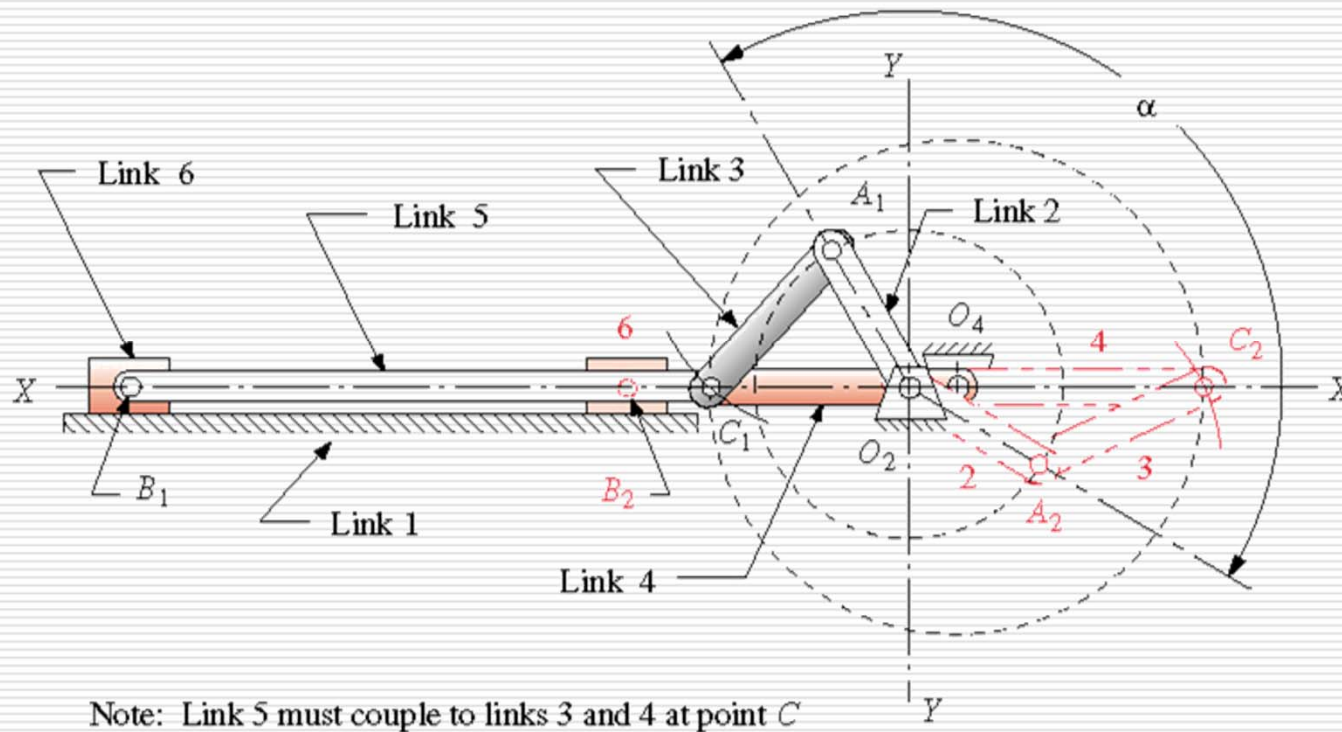 Y
α
Link 6
Link 3
A1
Link 2
Link 5
O4
6
4
C2
X
X
C1
O2
2
3
B1
B2
A2
Link 1
Link 4
Note: Link 5 must couple to links 3 and 4 at point C
Y